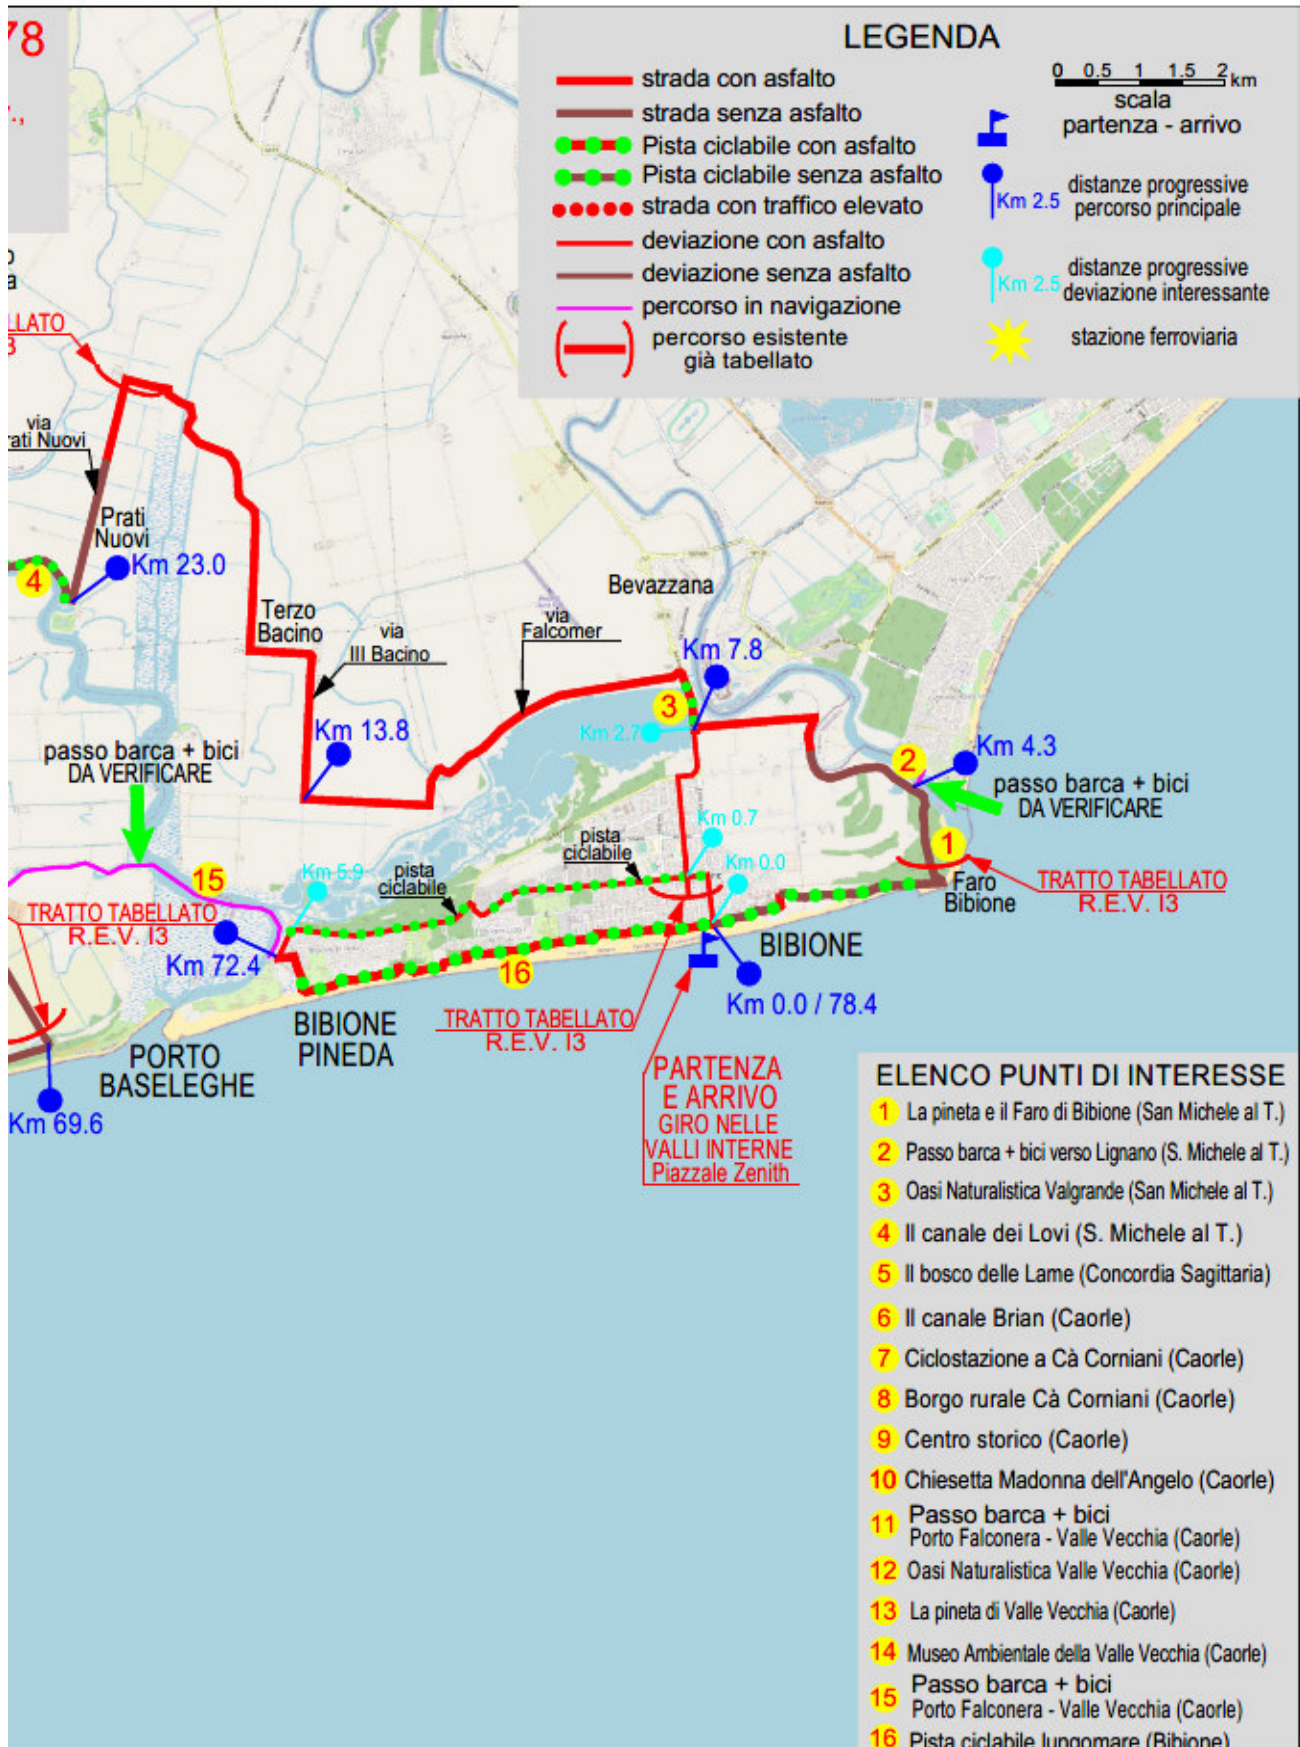 78
.,
LEGENDA
strada con asfalto
strada senza asfalto
Pista ciclabile con asfalto
Pista ciclabile senza asfalto
strada con traffico elevato
deviazione con asfalto
deviazione senza asfalto
percorso in navigazione
percorso esistente
già tabellato
0 0.5 1 1.5 2 km
scala
partenza - arrivo
Km 2.5
distanze progressive
percorso principale
Km 2.5
distanze progressive
deviazione interessante
stazione ferroviaria
o
a
LLATO
3
via
rati Nuovi
Prati
Nuovi
Km 23.0
4
Terzo
Bacino
via
III Bacino
via
Falcomer
Bevazzana
Km 7.8
3
Km 2.7
Km 13.8
passo barca + bici
DA VERIFICARE
2
Km 4.3
passo barca + bici
DA VERIFICARE
1
Faro
Bibione
TRATTO TABELLATO
R.E.V. I3
Km 0.7
Km 0.0
pista
ciclabile
pista
ciclabile
Km 5.9
15
TRATTO TABELLATO
R.E.V. I3
Km 72.4
16
BIBIONE
Km 0.0 / 78.4
BIBIONE
PINEDA
TRATTO TABELLATO
R.E.V. I3
PORTO
BASELEGHE
Km 69.6
PARTENZA
E ARRIVO
GIRO NELLE
VALLI INTERNE
Piazzale Zenith
ELENCO PUNTI DI INTERESSE
1 La pineta e il Faro di Bibione (San Michele al T.)
2 Passo barca + bici verso Lignano (S. Michele al T.)
3 Oasi Naturalistica Valgrande (San Michele al T.)
4 Il canale dei Lovi (S. Michele al T.)
5 Il bosco delle Lame (Concordia Sagittaria)
6 Il canale Brian (Caorle)
7 Ciclostazione a Cà Corniani (Caorle)
8 Borgo rurale Cà Corniani (Caorle)
9 Centro storico (Caorle)
10 Chiesetta Madonna dell'Angelo (Caorle)
11 Passo barca + bici
Porto Falconera - Valle Vecchia (Caorle)
12 Oasi Naturalistica Valle Vecchia (Caorle)
13 La pineta di Valle Vecchia (Caorle)
14 Museo Ambientale della Valle Vecchia (Caorle)
15 Passo barca + bici
Porto Falconera - Valle Vecchia (Caorle)
16 Pista ciclabile lungomare (Bibione)